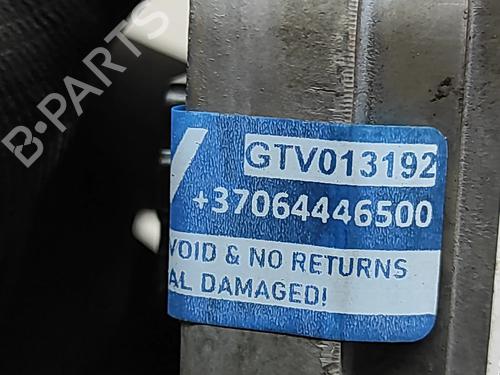 B·PARTS
GTV013192
+37064446500
VOID & NO RETURNS
AL DAMAGED!